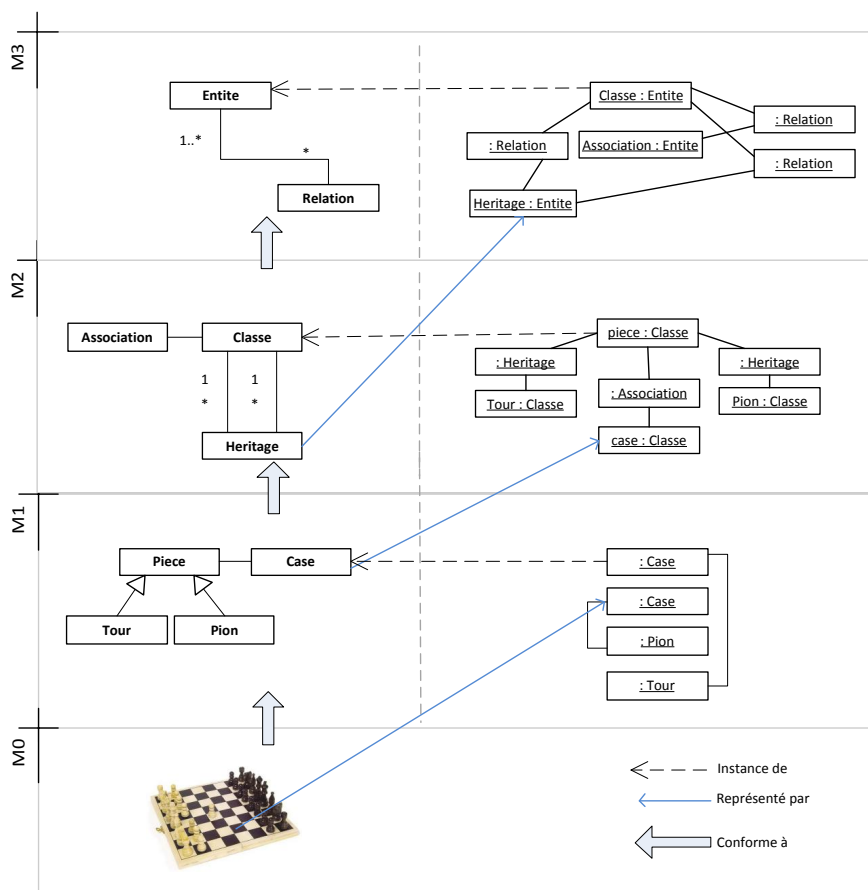 M3
Entite
1..*
*
Relation
Classe : Entite
: Relation
: Relation
Association : Entite
: Relation
Heritage : Entite
M2
Association
Classe
1
1
*
*
Heritage
piece : Classe
: Heritage
: Heritage
Tour : Classe
: Association
Pion : Classe
case : Classe
M1
Piece
Case
Tour
Pion
: Case
: Case
: Pion
: Tour
M0
Instance de
Représenté par
Conforme à